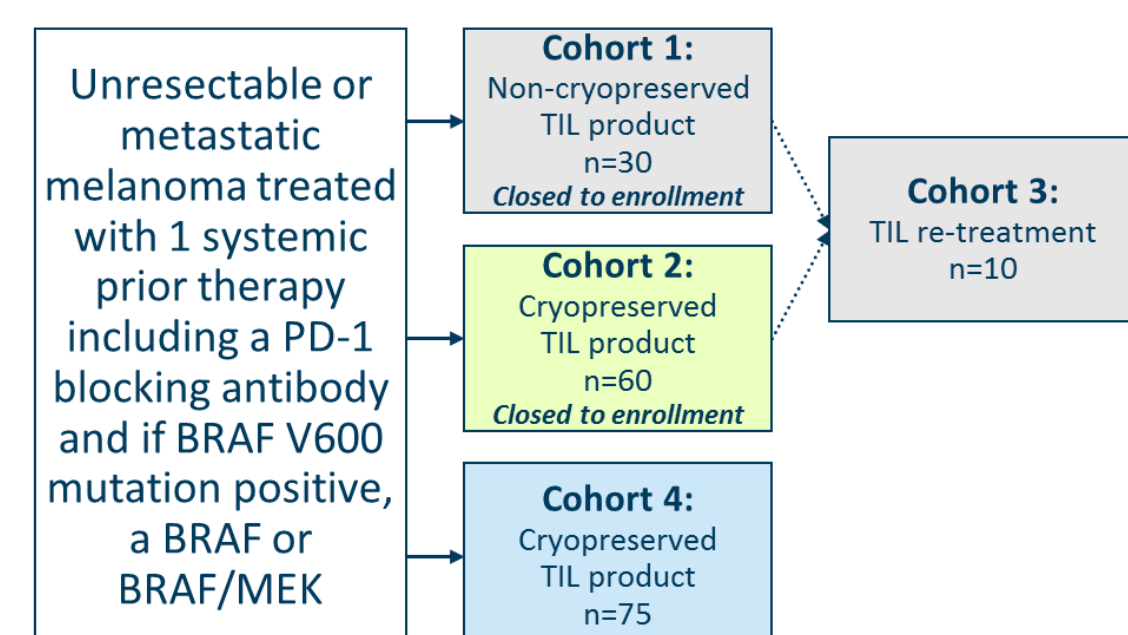 Unresectable or
metastatic
melanoma treated
with 1 systemic
prior therapy
including a PD-1
blocking antibody
and if BRAF V600
mutation positive,
a BRAF or
BRAF/MEK
Cohort 1:
Non-cryopreserved
TIL product
n=30
Closed to enrollment
Cohort 2:
Cryopreserved
TIL product
n=60
Closed to enrollment
Cohort 4:
Cryopreserved
TIL product
n=75
Cohort 3:
TIL re-treatment
n=10